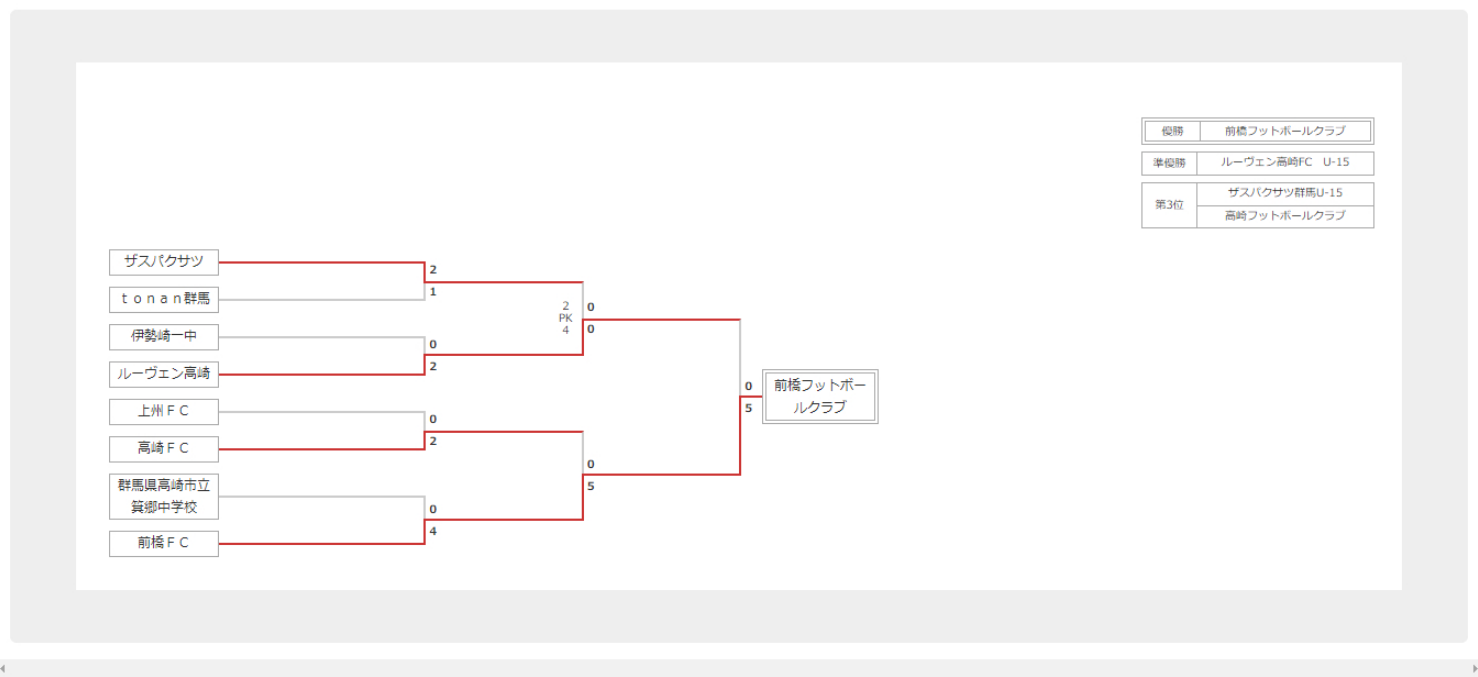 優勝 前橋フットボールクラブ
準優勝 ルーヴェン高崎FC　U-15
第3位 ザスパクサツ群馬U-15
高崎フットボールクラブ
ザスパクサツ
2
1
ｔｏｎａｎ群馬
2
PK
4
0
0
伊勢崎一中
0
2
ルーヴェン高崎
0
5
前橋フットボー
ルクラブ
上州ＦＣ
0
2
高崎ＦＣ
0
5
群馬県高崎市立
箕郷中学校
0
4
前橋ＦＣ